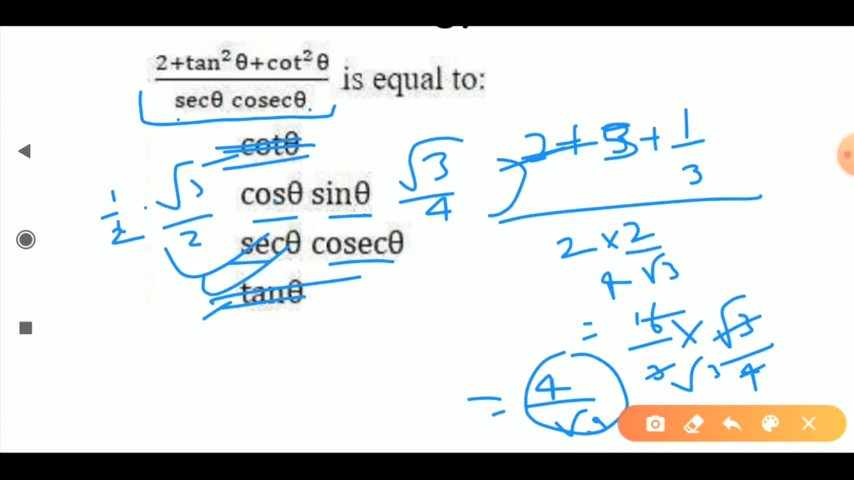 2+tan²θ+cot²θ
secθ cosecθ
is equal to:
cotθ
cosθ sinθ
secθ cosecθ
tanθ
1/2 · √3/2
√3/4
2 + 3 + 1/3
2 × 2
4 √3
= 16/3 × √3/4
= 4/√3